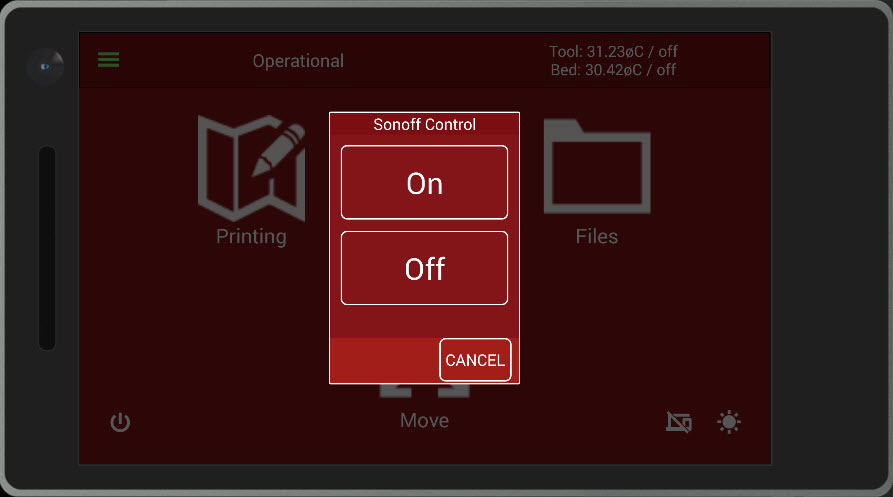 Operational
Tool: 31.23øC / off
Bed: 30.42øC / off
Sonoff Control
On
Off
CANCEL
Printing
Files
Move